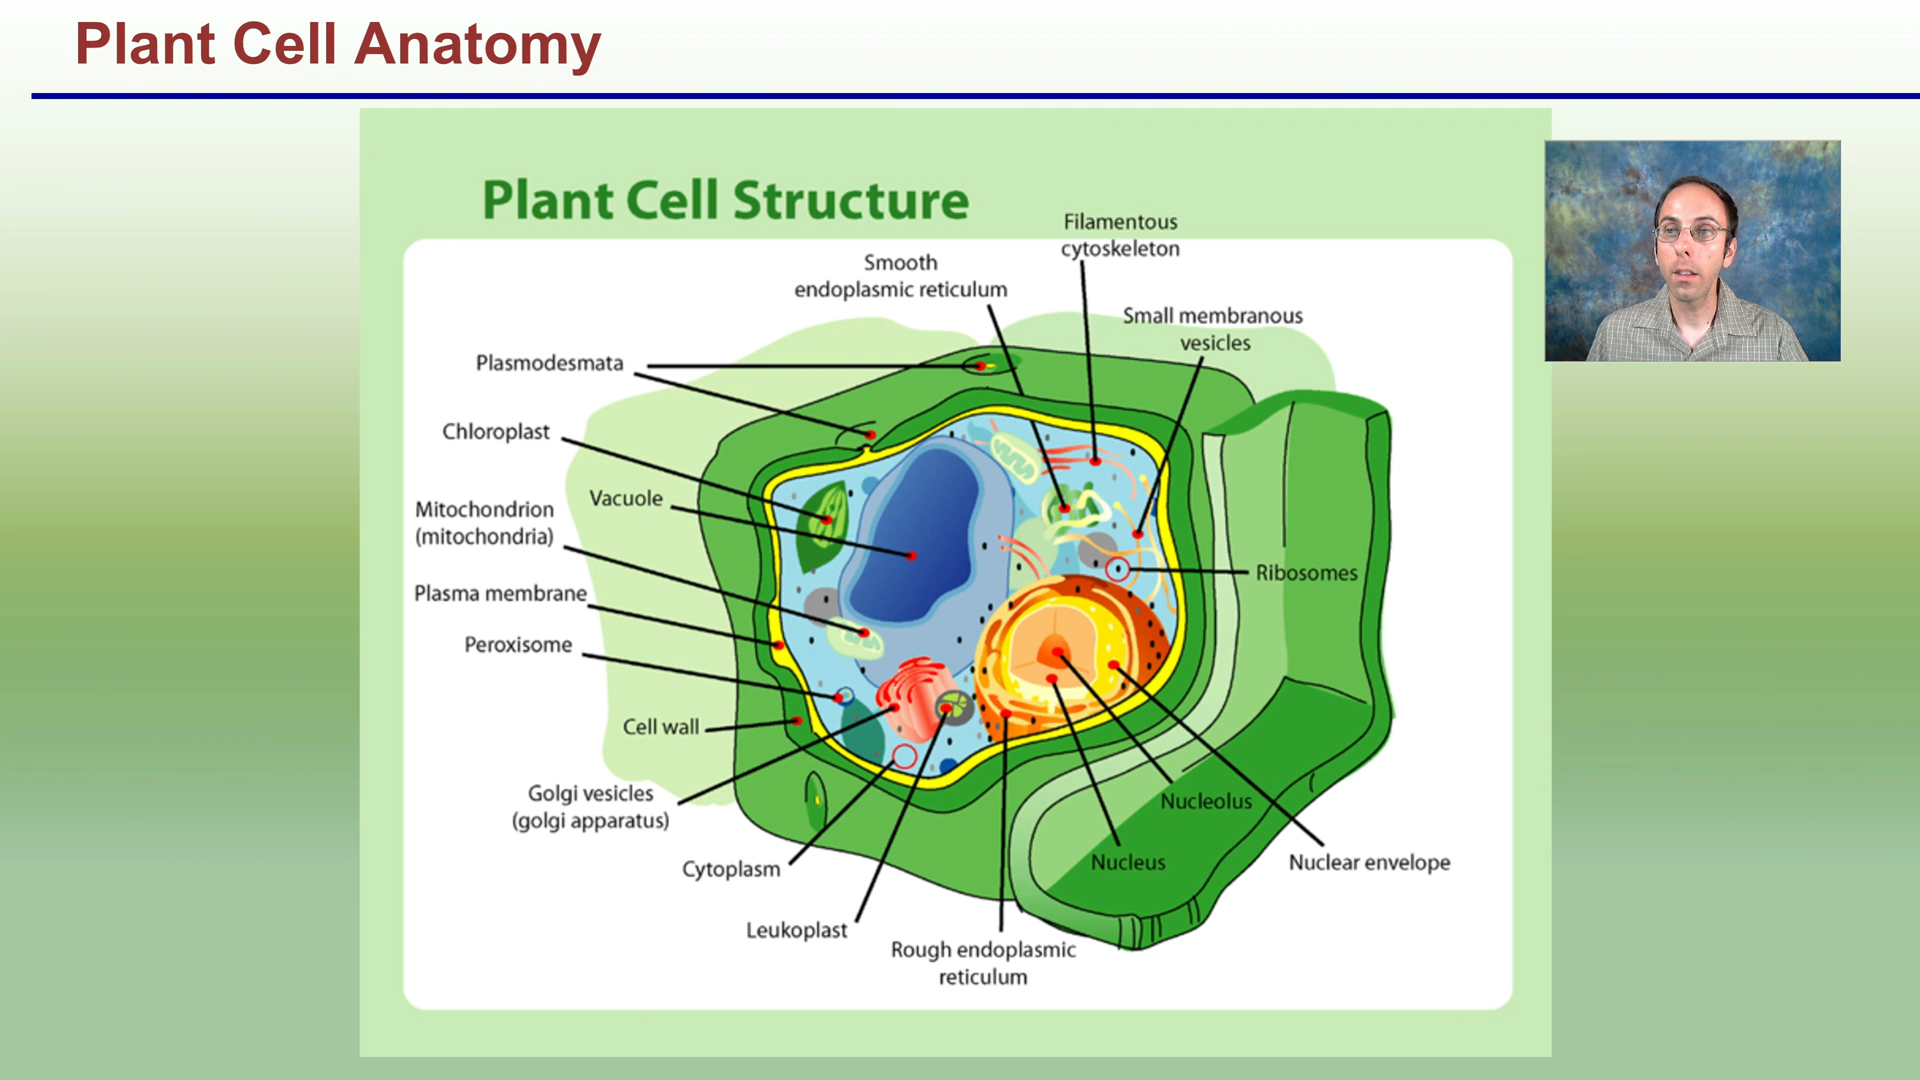 Plant Cell Anatomy
Plant Cell Structure
Filamentous
cytoskeleton
Smooth
endoplasmic reticulum
Small membranous
vesicles
Plasmodesmata
Chloroplast
Vacuole
Mitochondrion
(mitochondria)
Plasma membrane
Peroxisome
Cell wall
Golgi vesicles
(golgi apparatus)
Cytoplasm
Leukoplast
Rough endoplasmic
reticulum
Ribosomes
Nucleolus
Nucleus
Nuclear envelope